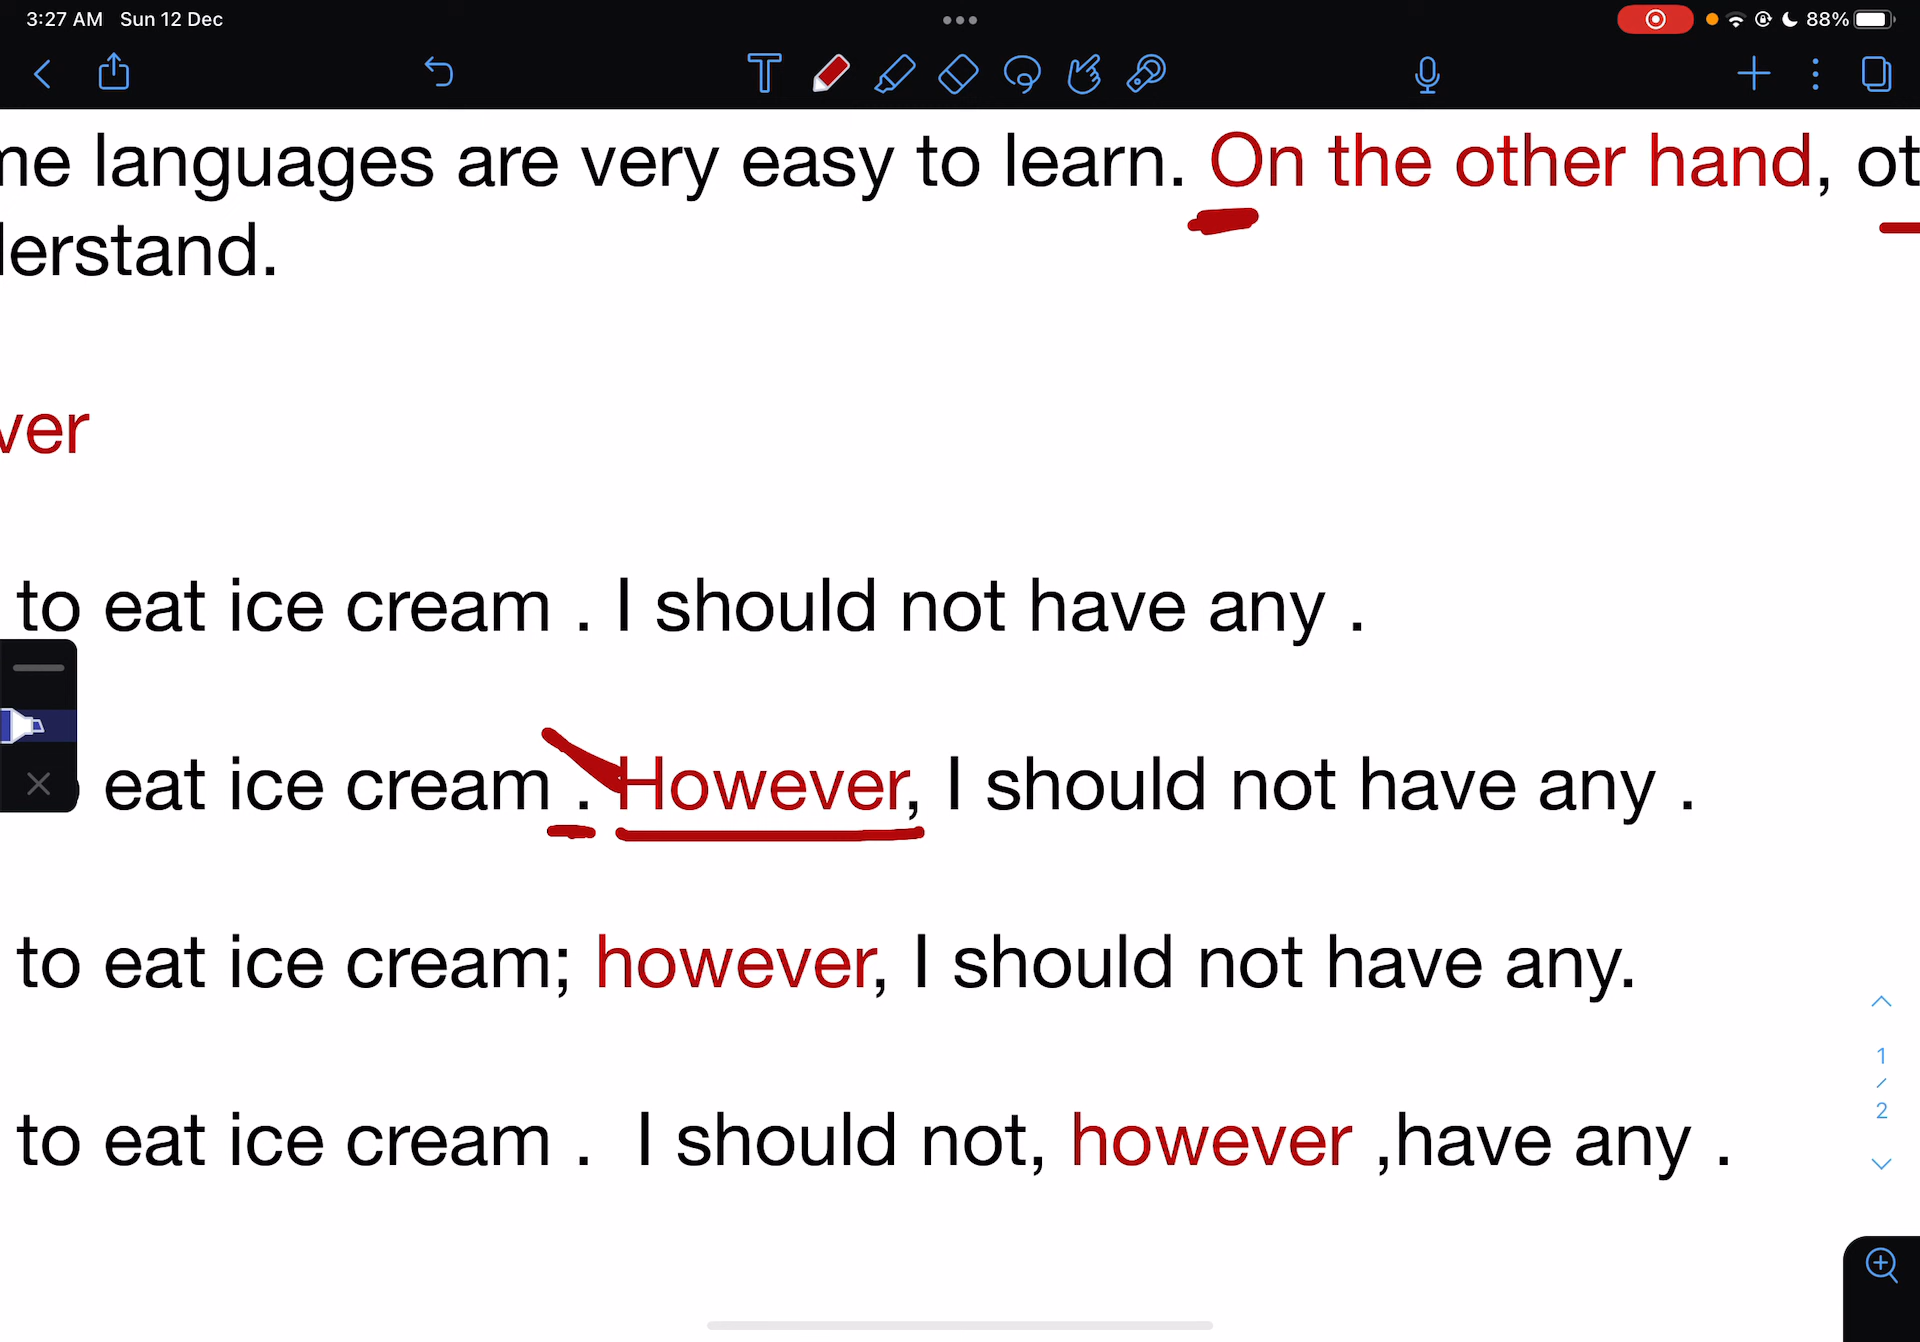 3:27 AM Sun 12 Dec 88%
me languages are very easy to learn. On the other hand, ot
derstand.
ver
to eat ice cream . I should not have any .
eat ice cream . However, I should not have any .
to eat ice cream; however, I should not have any.
to eat ice cream . I should not, however ,have any .
1
/
2